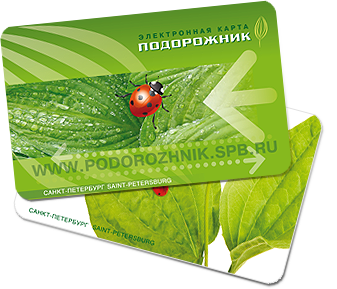 ЭЛЕКТРОННАЯ КАРТА
ПОДОРОЖНИК
WWW.PODOROZHNIK.SPB.RU
САНКТ-ПЕТЕРБУРГ SAINT-PETERSBURG
САНКТ-ПЕТЕРБУРГ SAINT-PETERSBURG